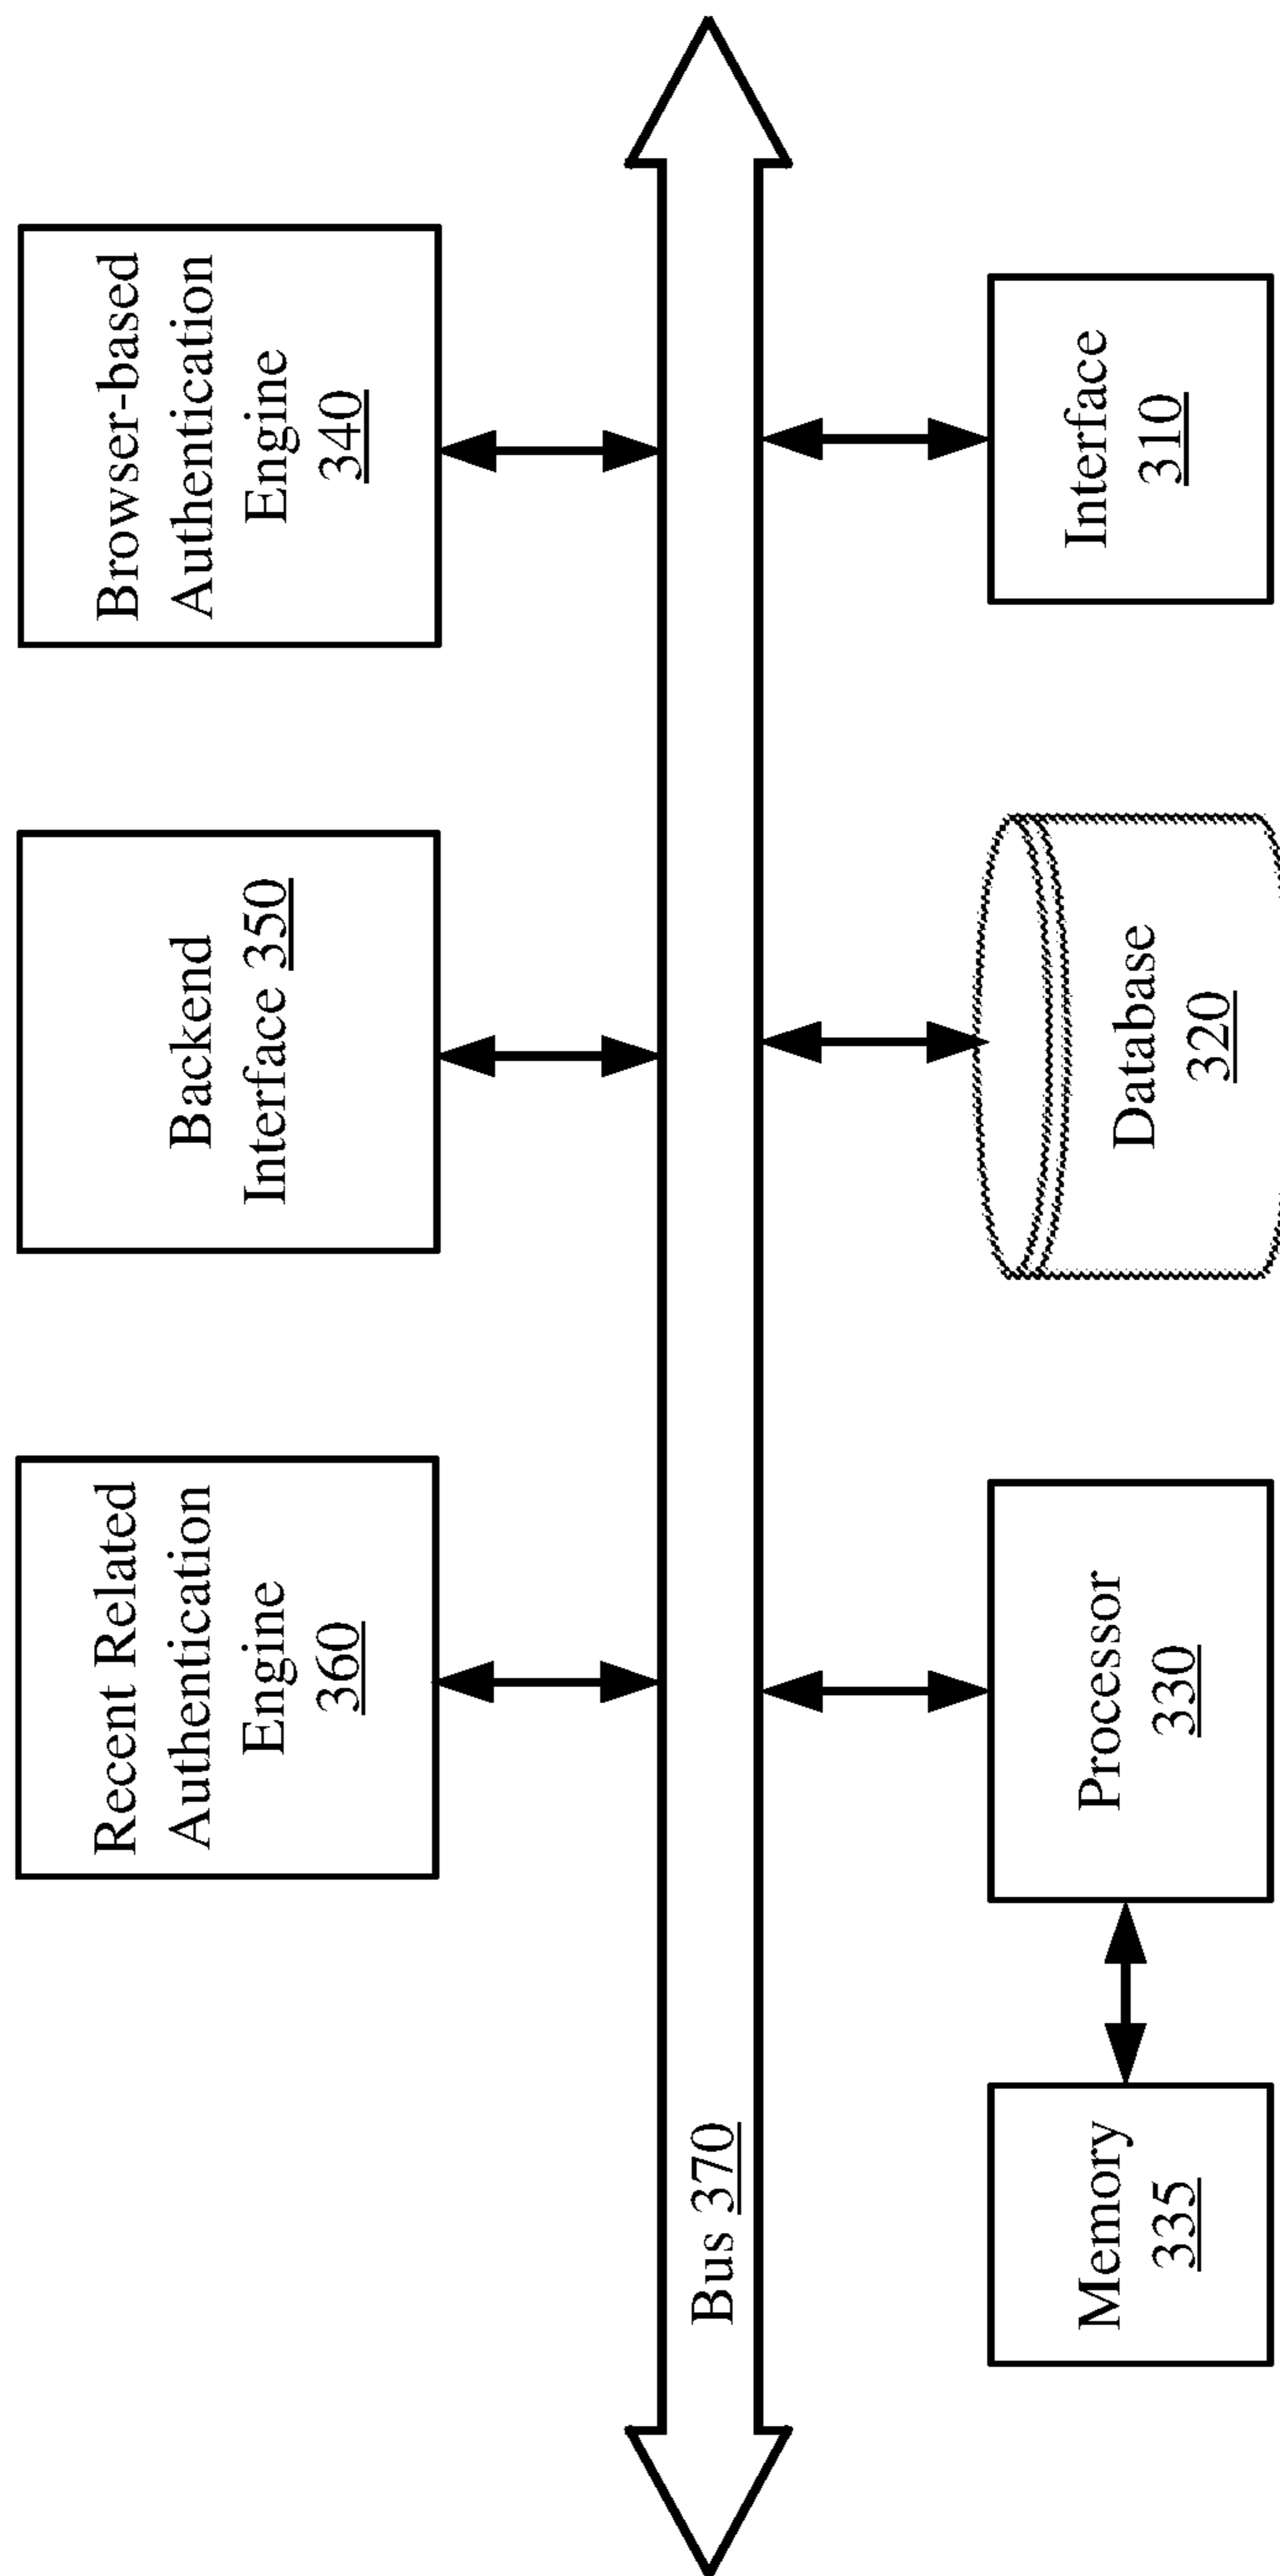 Recent Related
Authentication
Engine
360
Backend
Interface 350
Browser-based
Authentication
Engine
340
Bus 370
Memory
335
Processor
330
Database
320
Interface
310